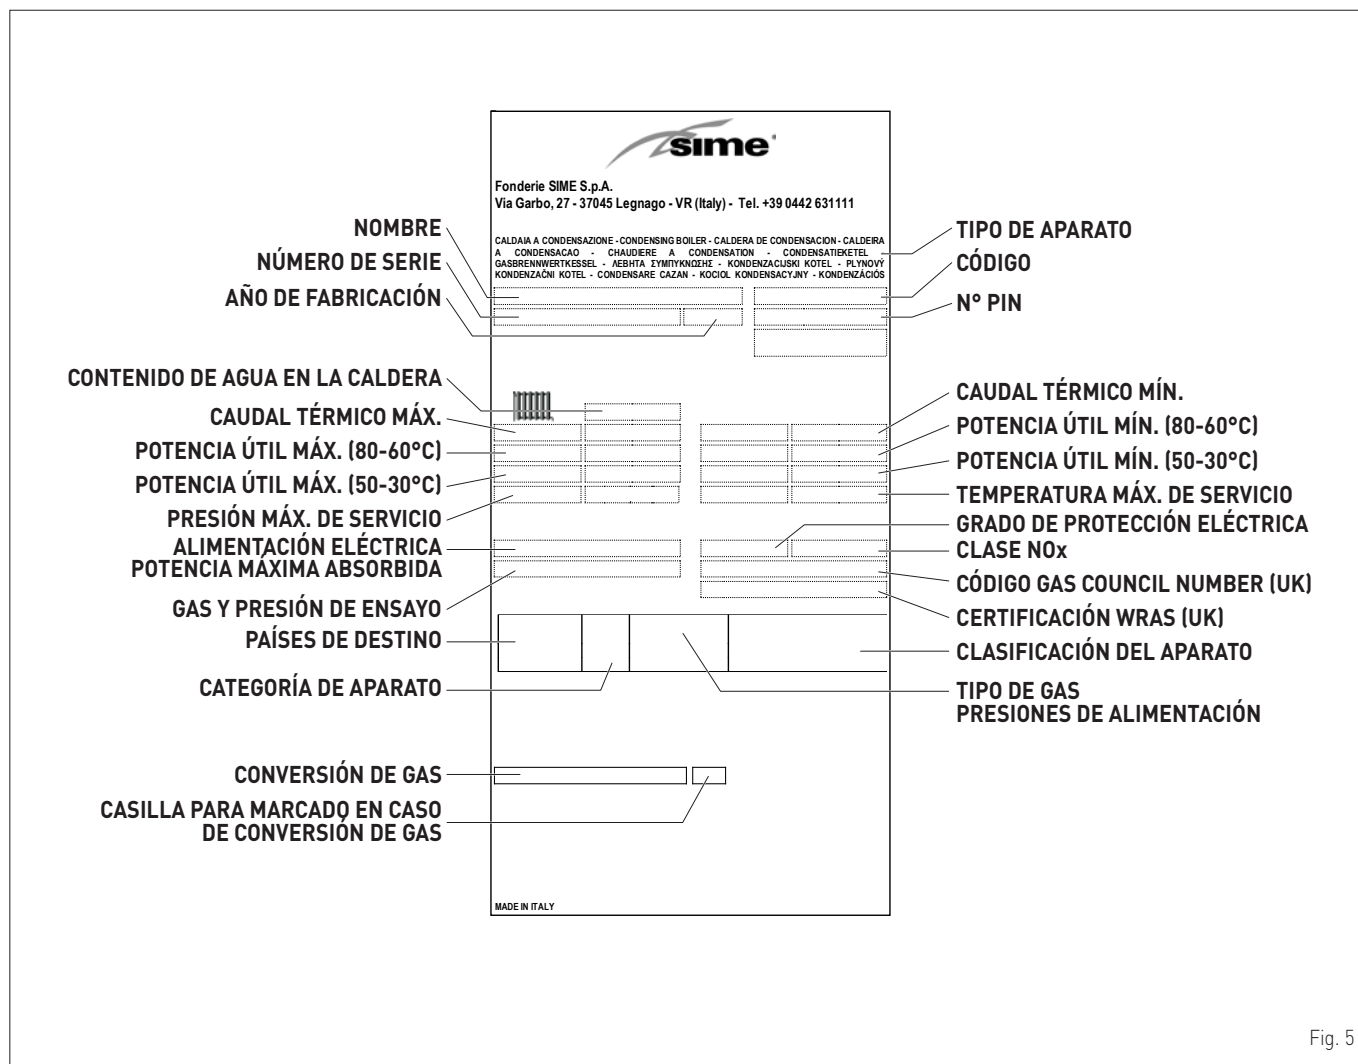 sime
Fonderie SIME S.p.A.
Via Garbo, 27 - 37045 Legnago - VR (Italy) - Tel. +39 0442 631111
CALDAIA A CONDENSAZIONE - CONDENSING BOILER - CALDERA DE CONDENSACION - CALDEIRA
A CONDENSACAO - CHAUDIERE A CONDENSATION - CONDENSATIEKETEL -
GASBRENNWERTKESSEL - ΛΕΒΗΤΑ ΣΥΜΠΥΚΝΩΣΗΣ - KONDENZACIJSKI KOTEL - PLYNOVÝ
KONDENZAČNI KOTEL - CONDENSARE CAZAN - KOCIOL KONDENSACYJNY - KONDENZÁCIÓS
NOMBRE
NÚMERO DE SERIE
AÑO DE FABRICACIÓN
CONTENIDO DE AGUA EN LA CALDERA
CAUDAL TÉRMICO MÁX.
POTENCIA ÚTIL MÁX. (80-60°C)
POTENCIA ÚTIL MÁX. (50-30°C)
PRESIÓN MÁX. DE SERVICIO
ALIMENTACIÓN ELÉCTRICA
POTENCIA MÁXIMA ABSORBIDA
GAS Y PRESIÓN DE ENSAYO
PAÍSES DE DESTINO
CATEGORÍA DE APARATO
CONVERSIÓN DE GAS
CASILLA PARA MARCADO EN CASO
DE CONVERSIÓN DE GAS
TIPO DE APARATO
CÓDIGO
N° PIN
CAUDAL TÉRMICO MÍN.
POTENCIA ÚTIL MÍN. (80-60°C)
POTENCIA ÚTIL MÍN. (50-30°C)
TEMPERATURA MÁX. DE SERVICIO
GRADO DE PROTECCIÓN ELÉCTRICA
CLASE NOx
CÓDIGO GAS COUNCIL NUMBER (UK)
CERTIFICACIÓN WRAS (UK)
CLASIFICACIÓN DEL APARATO
TIPO DE GAS
PRESIONES DE ALIMENTACIÓN
MADE IN ITALY
Fig. 5